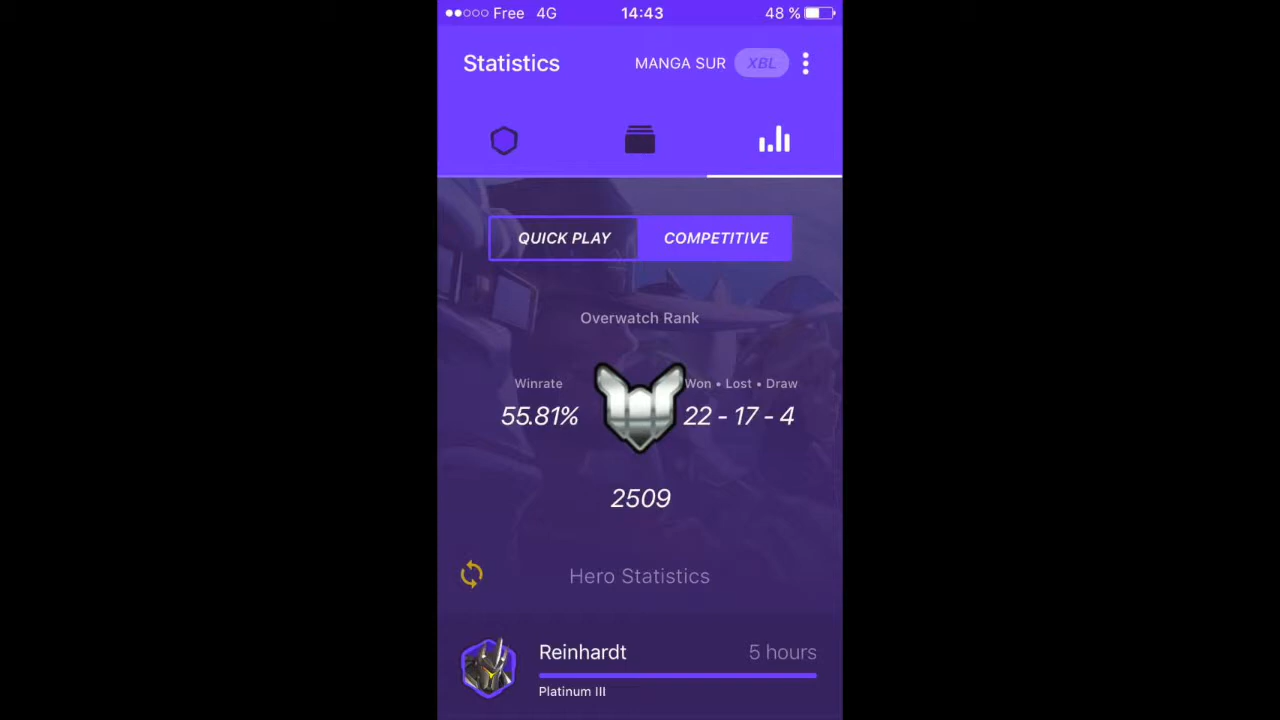 Free 4G 14:43 48 %
Statistics MANGA SUR XBL
QUICK PLAY COMPETITIVE
Overwatch Rank
Winrate Won • Lost • Draw
55.81% 22 - 17 - 4
2509
Hero Statistics
Reinhardt 5 hours
Platinum III